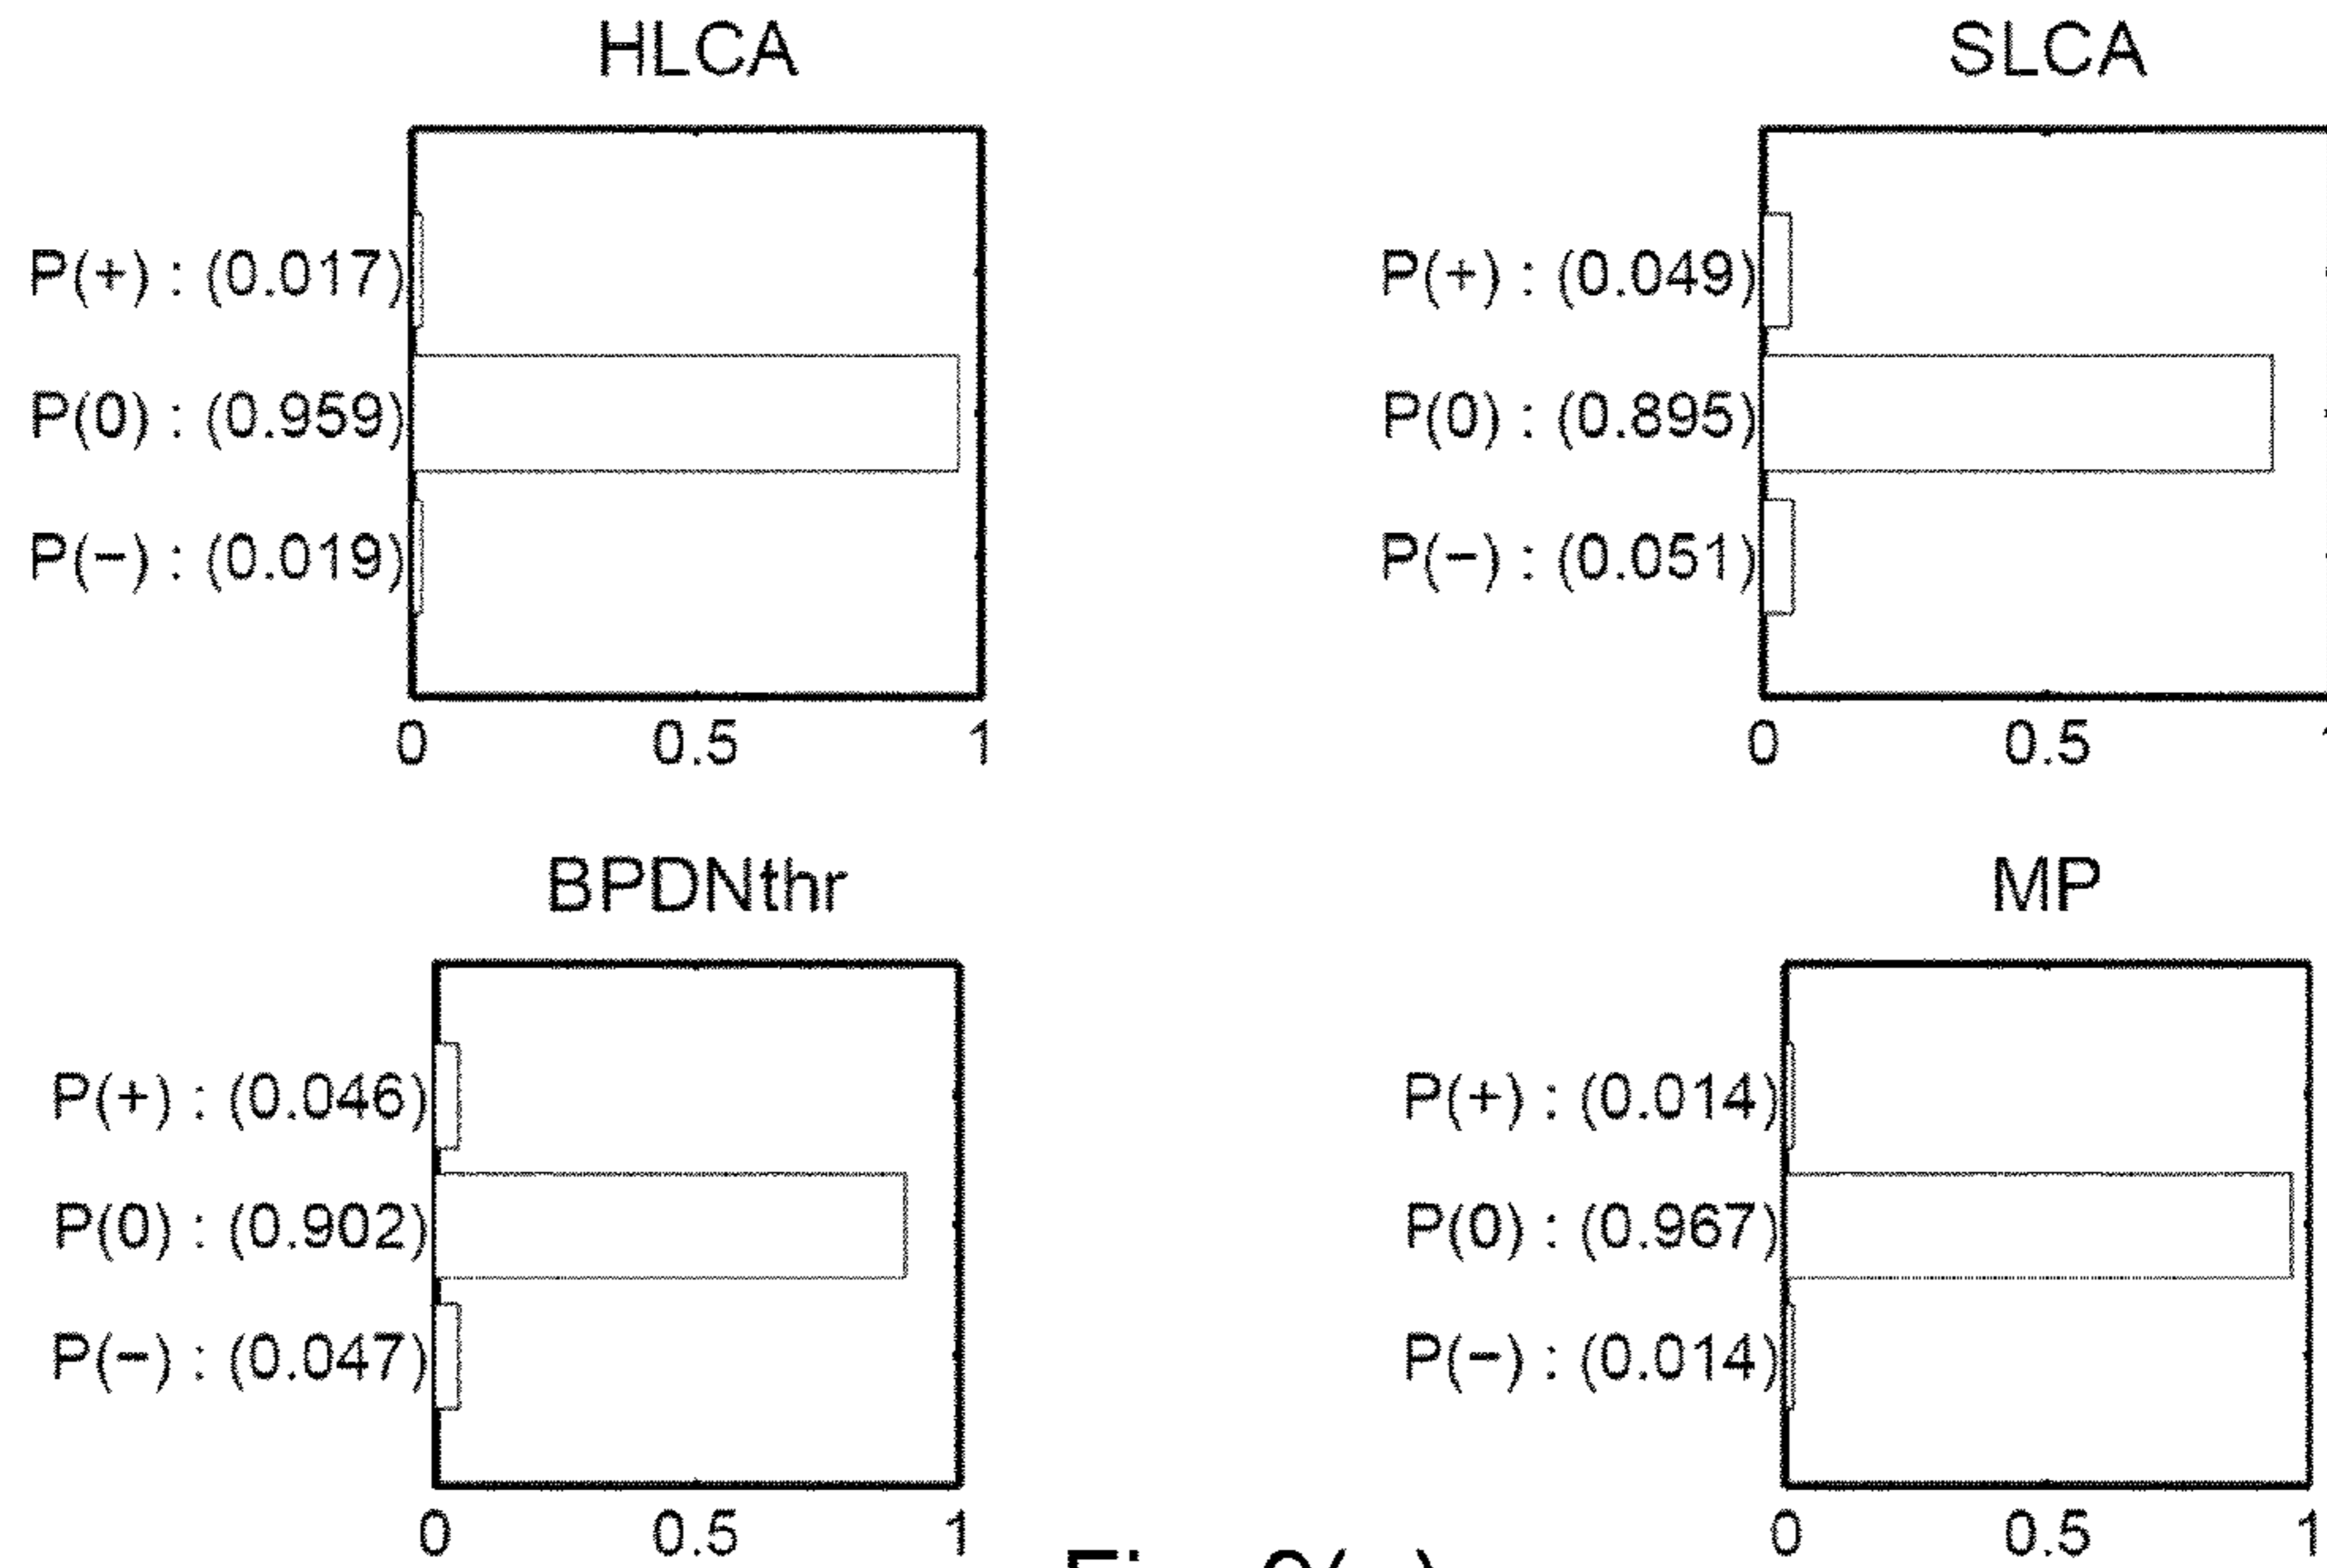 HLCA
P(+) : (0.017)
P(0) : (0.959)
P(−) : (0.019)
0 0.5 1
SLCA
P(+) : (0.049)
P(0) : (0.895)
P(−) : (0.051)
0 0.5
BPDNthr
P(+) : (0.046)
P(0) : (0.902)
P(−) : (0.047)
0 0.5 1
MP
P(+) : (0.014)
P(0) : (0.967)
P(−) : (0.014)
0 0.5 1